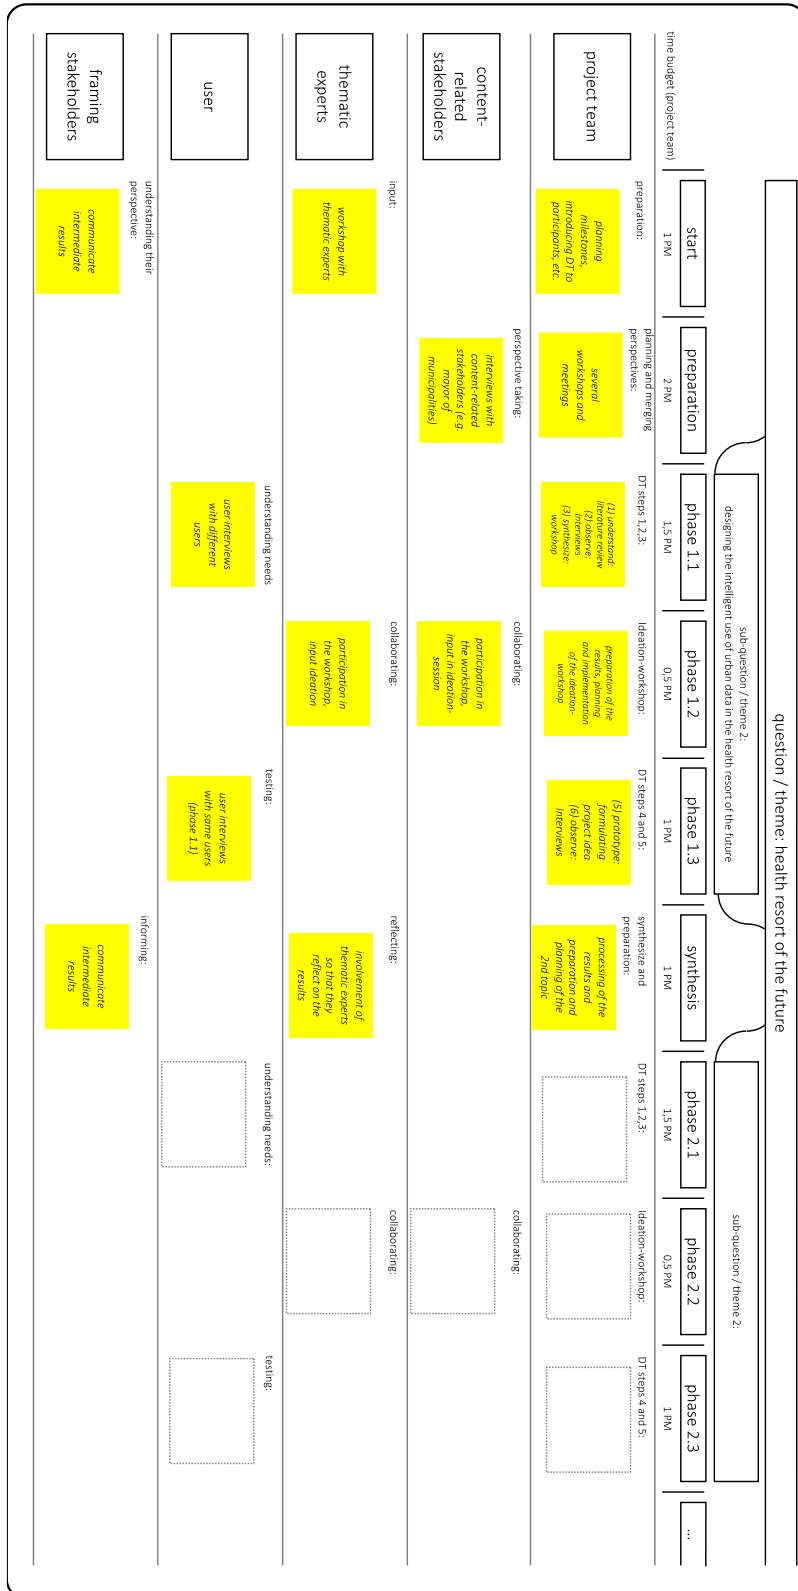 question / theme: health resort of the future
sub-question / theme 2:
designing the intelligent use of urban data in the health resort of the future
sub-question / theme 2:
start
preparation
phase 1.1
phase 1.2
phase 1.3
synthesis
phase 2.1
phase 2.2
phase 2.3
...
time budget (project team)
1 PM
2 PM
1,5 PM
0,5 PM
1 PM
1 PM
1,5 PM
0,5 PM
1 PM
project team
preparation:
planning
milestones,
introducing DT to
participants, etc.
planning and merging
perspectives:
several
workshops and
meetings
DT steps 1,2,3:
(1) understand:
literature review
(2) observe:
Interviews
(3) synthesize:
workshop
Ideation-workshop:
preparation of the
results, planning
and implementation
of the ideation-
workshop
DT steps 4 and 5:
(5) prototype:
formulating
project idea
(6) observe:
Interviews
synthesize and
preparation:
processing of the
results and
preparation and
planning of the
2nd topic
DT steps 1,2,3:
Ideation-workshop:
DT steps 4 and 5:
content-
related
stakeholders
perspective taking:
interviews with
content-related
stakeholders (e.g.
mayor of
municipalities)
collaborating:
participation in
the workshop,
input in ideation-
session
collaborating:
thematic
experts
input:
workshop with
thematic experts
collaborating:
participation in
the workshop,
input ideation
reflecting:
involvement of
thematic experts
so that they
reflect on the
results
collaborating:
user
understanding needs
user interviews
with different
users
testing:
user interviews
with same users
(phase 1.1)
understanding needs:
testing:
framing
stakeholders
understanding their
perspective:
communicate
intermediate
results
informing:
communicate
intermediate
results